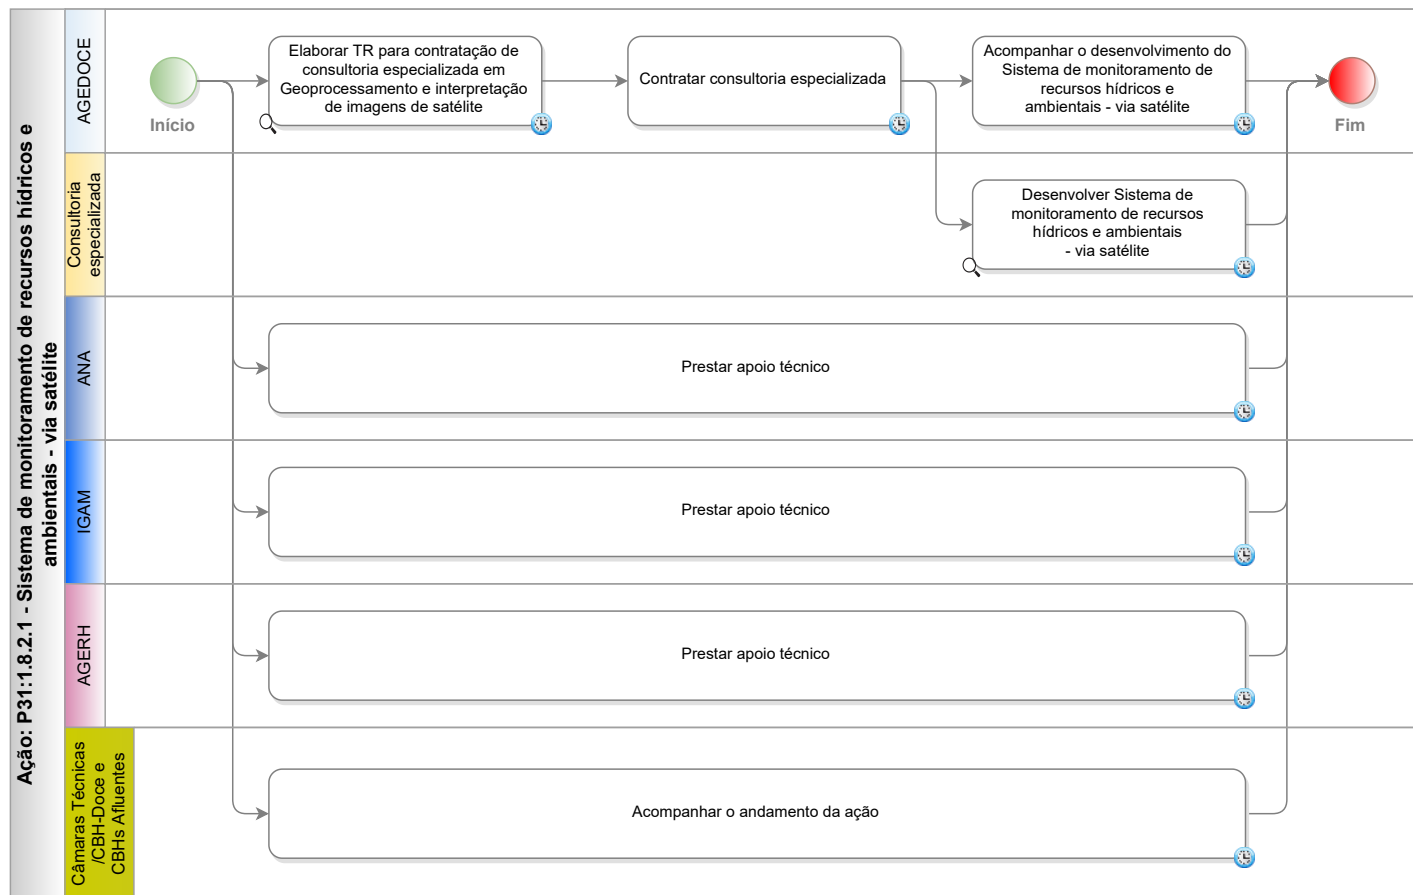 Ação: P31:1.8.2.1 - Sistema de monitoramento de recursos hídricos e
ambientais - via satélite
AGEDOCE
Início
Elaborar TR para contratação de
consultoria especializada em
Geoprocessamento e interpretação
de imagens de satélite
Contratar consultoria especializada
Acompanhar o desenvolvimento do
Sistema de monitoramento de
recursos hídricos e
ambientais - via satélite
Fim
Consultoria
especializada
Desenvolver Sistema de
monitoramento de recursos
hídricos e ambientais
- via satélite
ANA
Prestar apoio técnico
IGAM
Prestar apoio técnico
AGERH
Prestar apoio técnico
Câmaras Técnicas
/CBH-Doce e
CBHs Afluentes
Acompanhar o andamento da ação